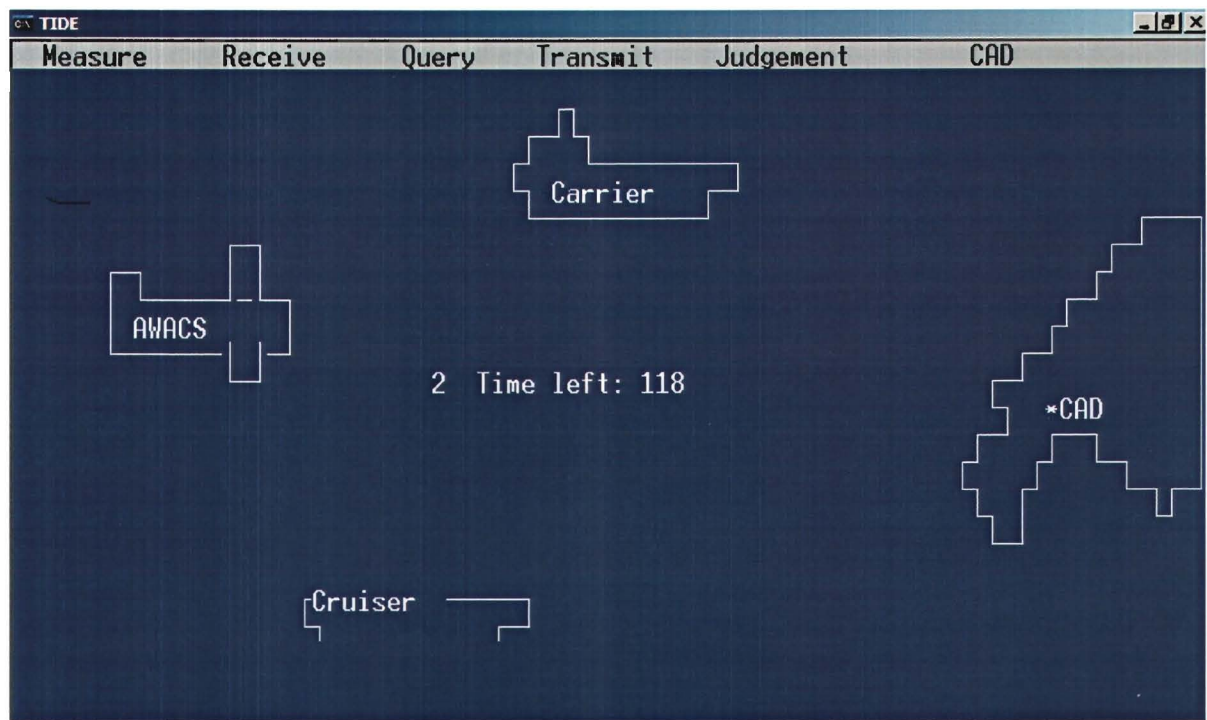 TIDE
Measure Receive Query Transmit Judgement CAD
Carrier
AWACS
2 Time left: 118
*CAD
Cruiser